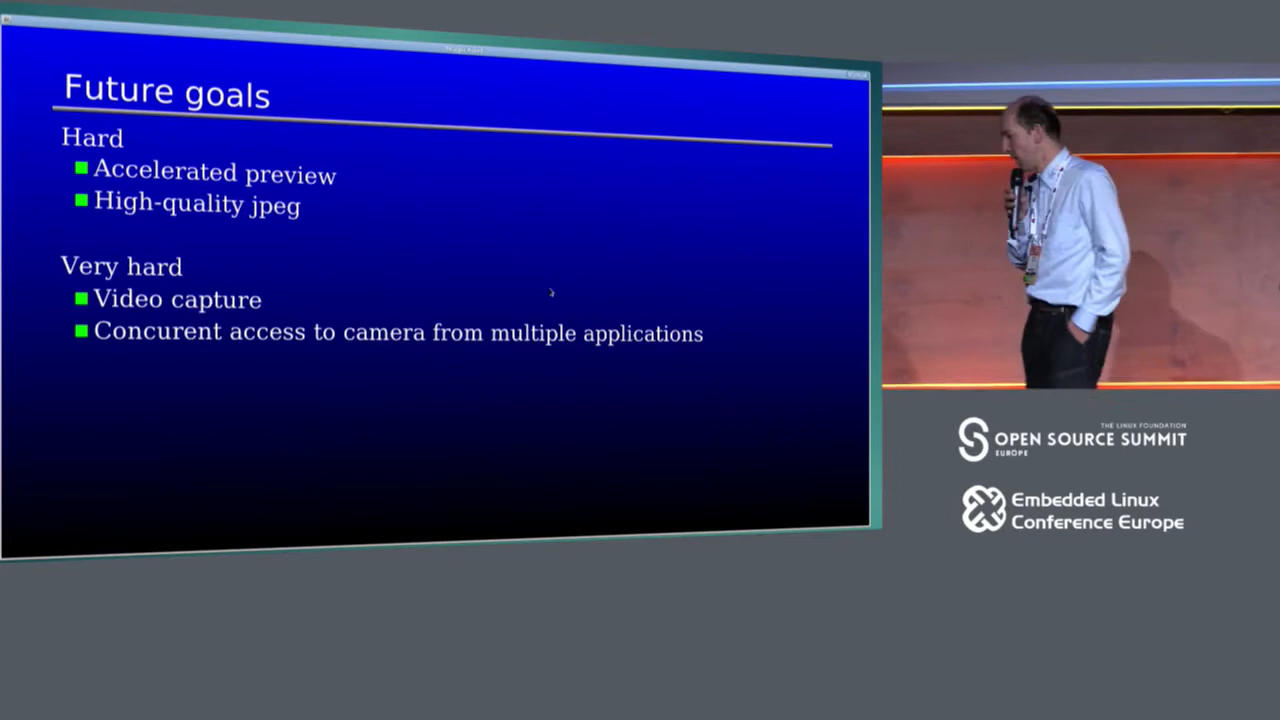 Future goals
Hard
Accelerated preview
High-quality jpeg
Very hard
Video capture
Concurent access to camera from multiple applications
THE LINUX FOUNDATION
OPEN SOURCE SUMMIT
EUROPE
Embedded Linux
Conference Europe